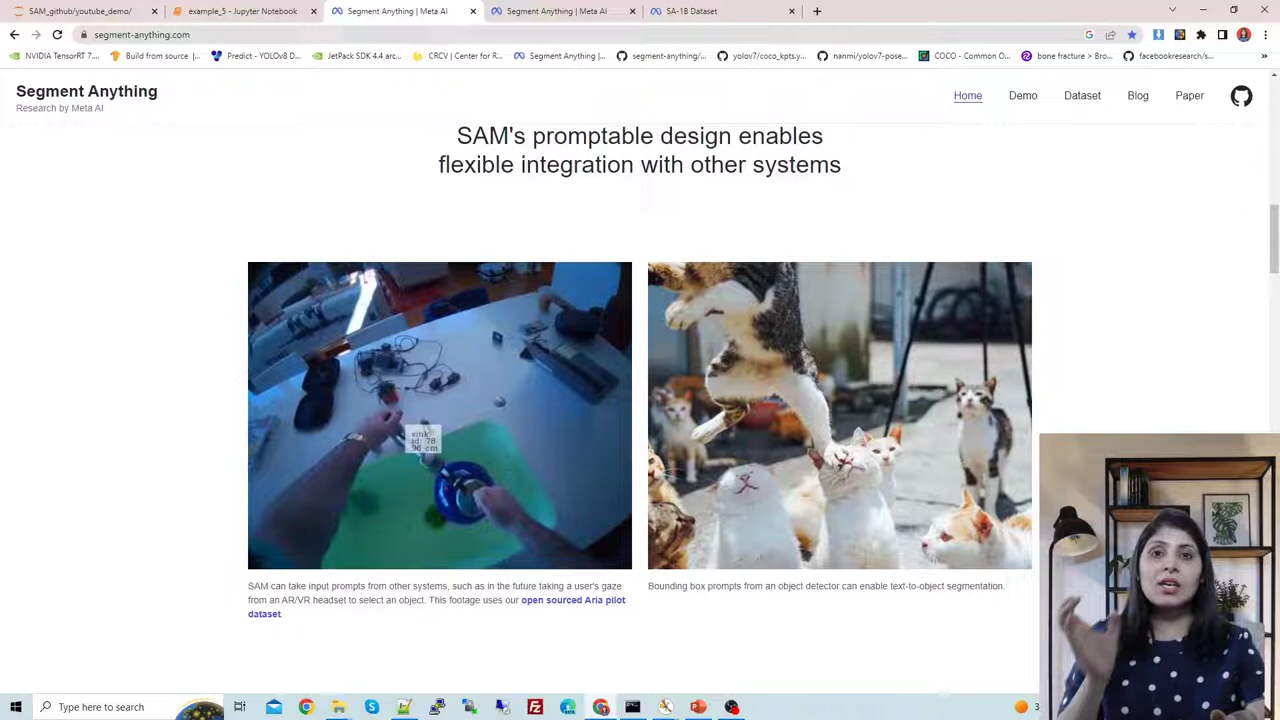 SAM_github/youtube_demo/
example_5 - Jupyter Notebook
Segment Anything | Meta AI
Segment Anything | Meta AI
SA-1B Dataset
segment-anything.com
NVIDIA TensorRT 7....
Build from source |...
Predict - YOLOv8 D...
JetPack SDK 4.4 arc...
CRCV | Center for R...
Segment Anything |...
segment-anything/...
yolov7/coco_kpts.y...
nanmi/yolov7-pose...
COCO - Common O...
bone fracture > Bro...
facebookresearch/s...
Segment Anything
Research by Meta AI
Home
Demo
Dataset
Blog
Paper
SAM's promptable design enables
flexible integration with other systems
sink
id: 78
96 cm
SAM can take input prompts from other systems, such as in the future taking a user's gaze
from an AR/VR headset to select an object. This footage uses our open sourced Aria pilot
dataset
Bounding box prompts from an object detector can enable text-to-object segmentation.
Type here to search